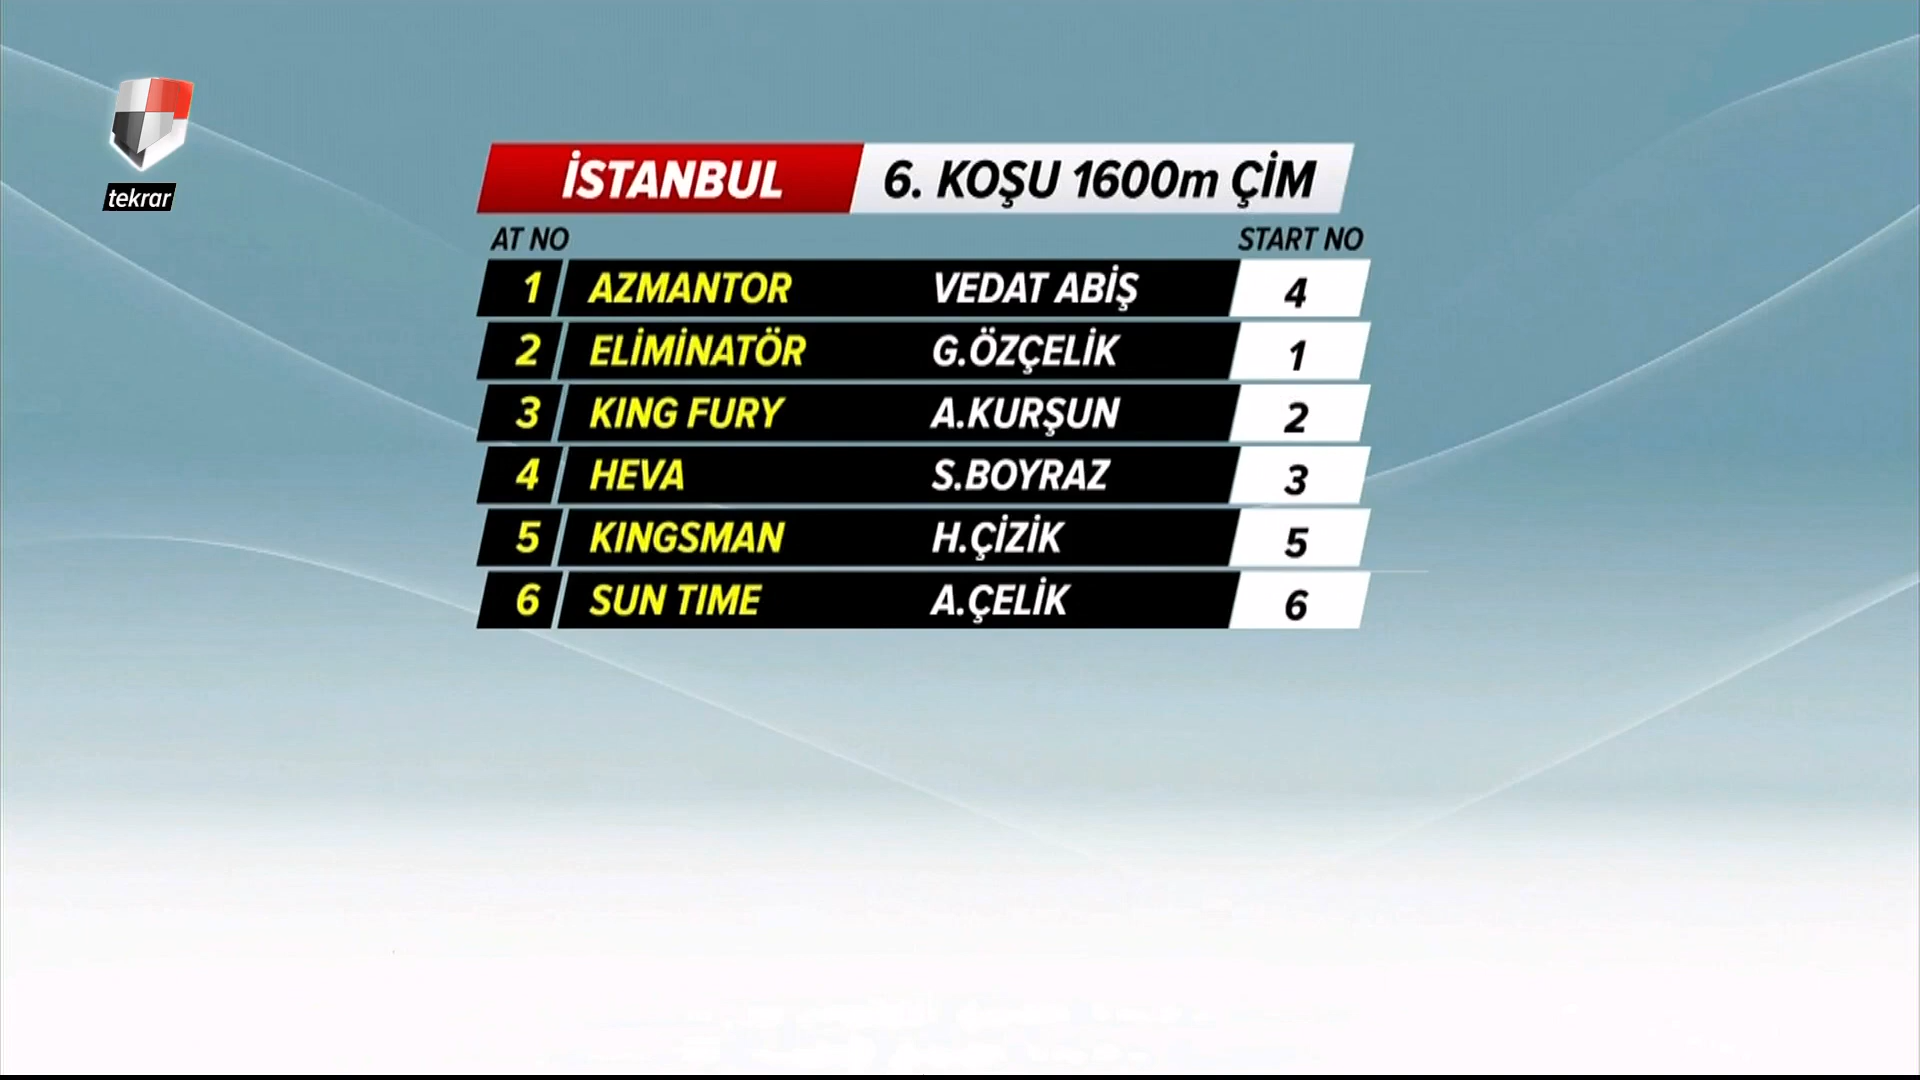 tekrar
İSTANBUL 6. KOŞU 1600m ÇİM
AT NO START NO
1 AZMANTOR VEDAT ABİŞ 4
2 ELİMİNATÖR G.ÖZÇELİK 1
3 KING FURY A.KURŞUN 2
4 HEVA S.BOYRAZ 3
5 KINGSMAN H.ÇİZİK 5
6 SUN TIME A.ÇELİK 6